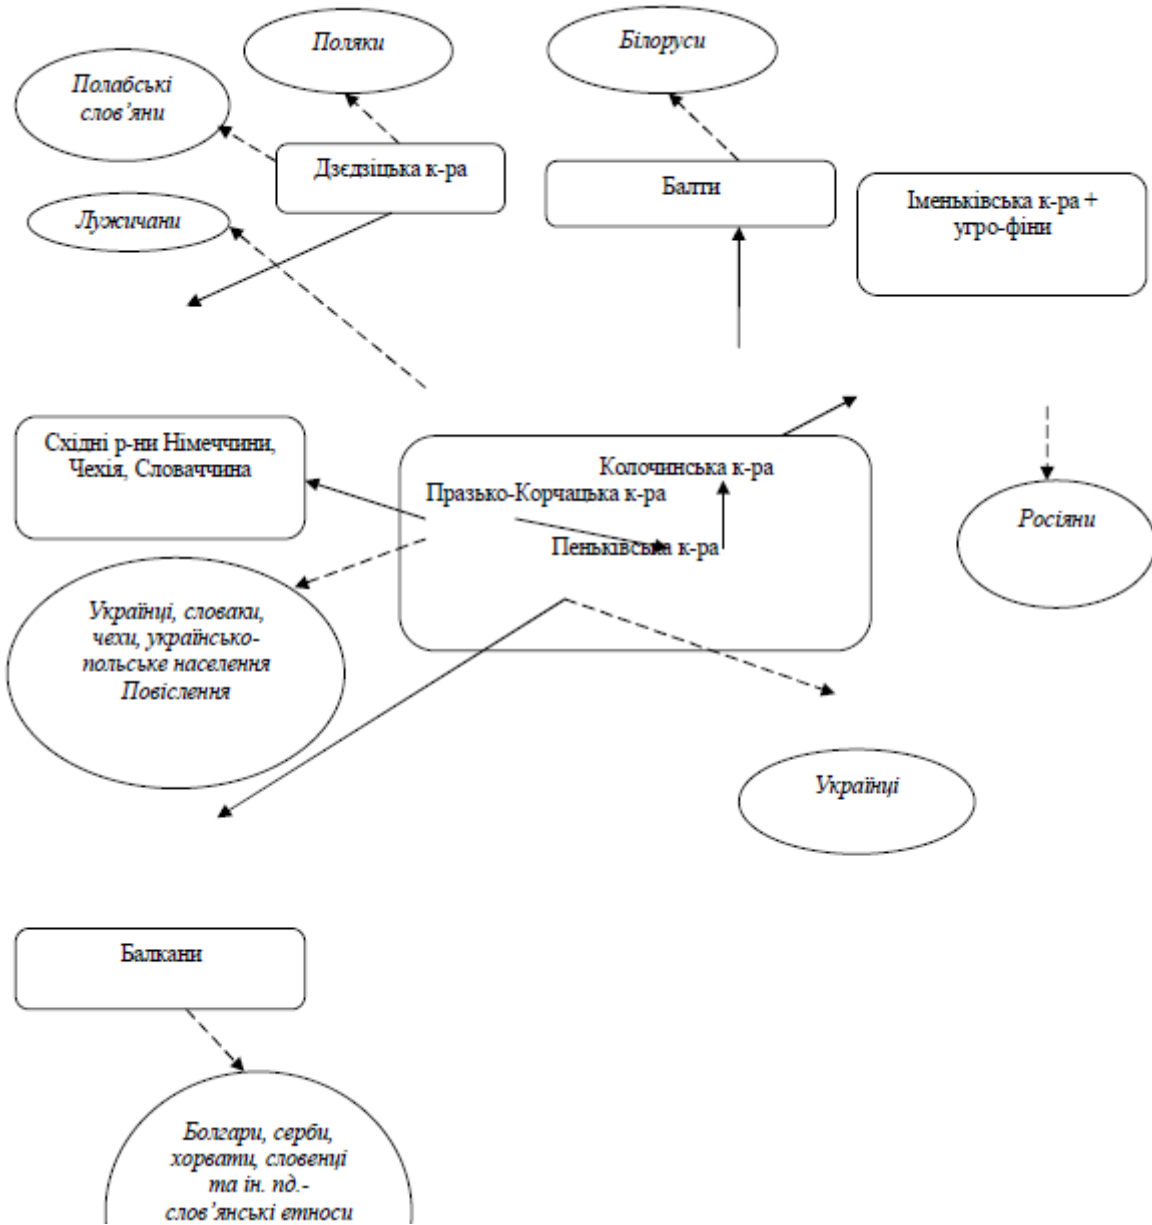 Поляки
Білоруси
Полабські
слов’яни
Дзєдзіцька к-ра
Балти
Іменьківська к-ра +
угро-фіни
Лужичани
Східні р-ни Німеччини,
Чехія, Словаччина
Колочинська к-ра
Празько-Корчацька к-ра
Пеньківська к-ра
Росіяни
Українці, словаки,
чехи, українсько-
польське населення
Повіслення
Українці
Балкани
Болгари, серби,
хорвати, словенці
та ін. пд.-
слов’янські етноси